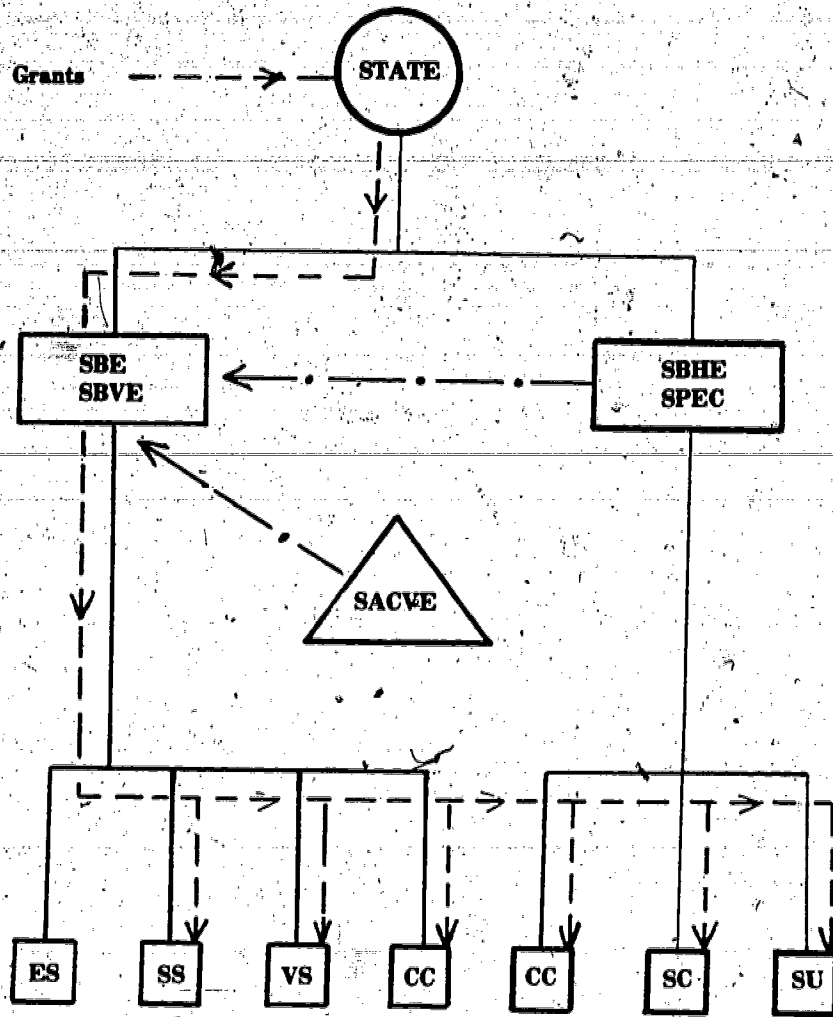 Grants
STATE
SBE
SBVE
SBHE
SPEC
SACVE
ES
SS
VS
CC
CC
SC
SU